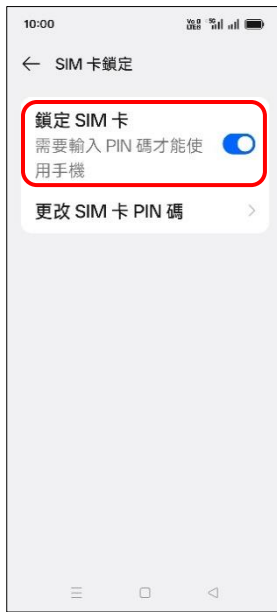 10:00
← SIM 卡鎖定
鎖定 SIM 卡
需要輸入 PIN 碼才能使
用手機
更改 SIM 卡 PIN 碼